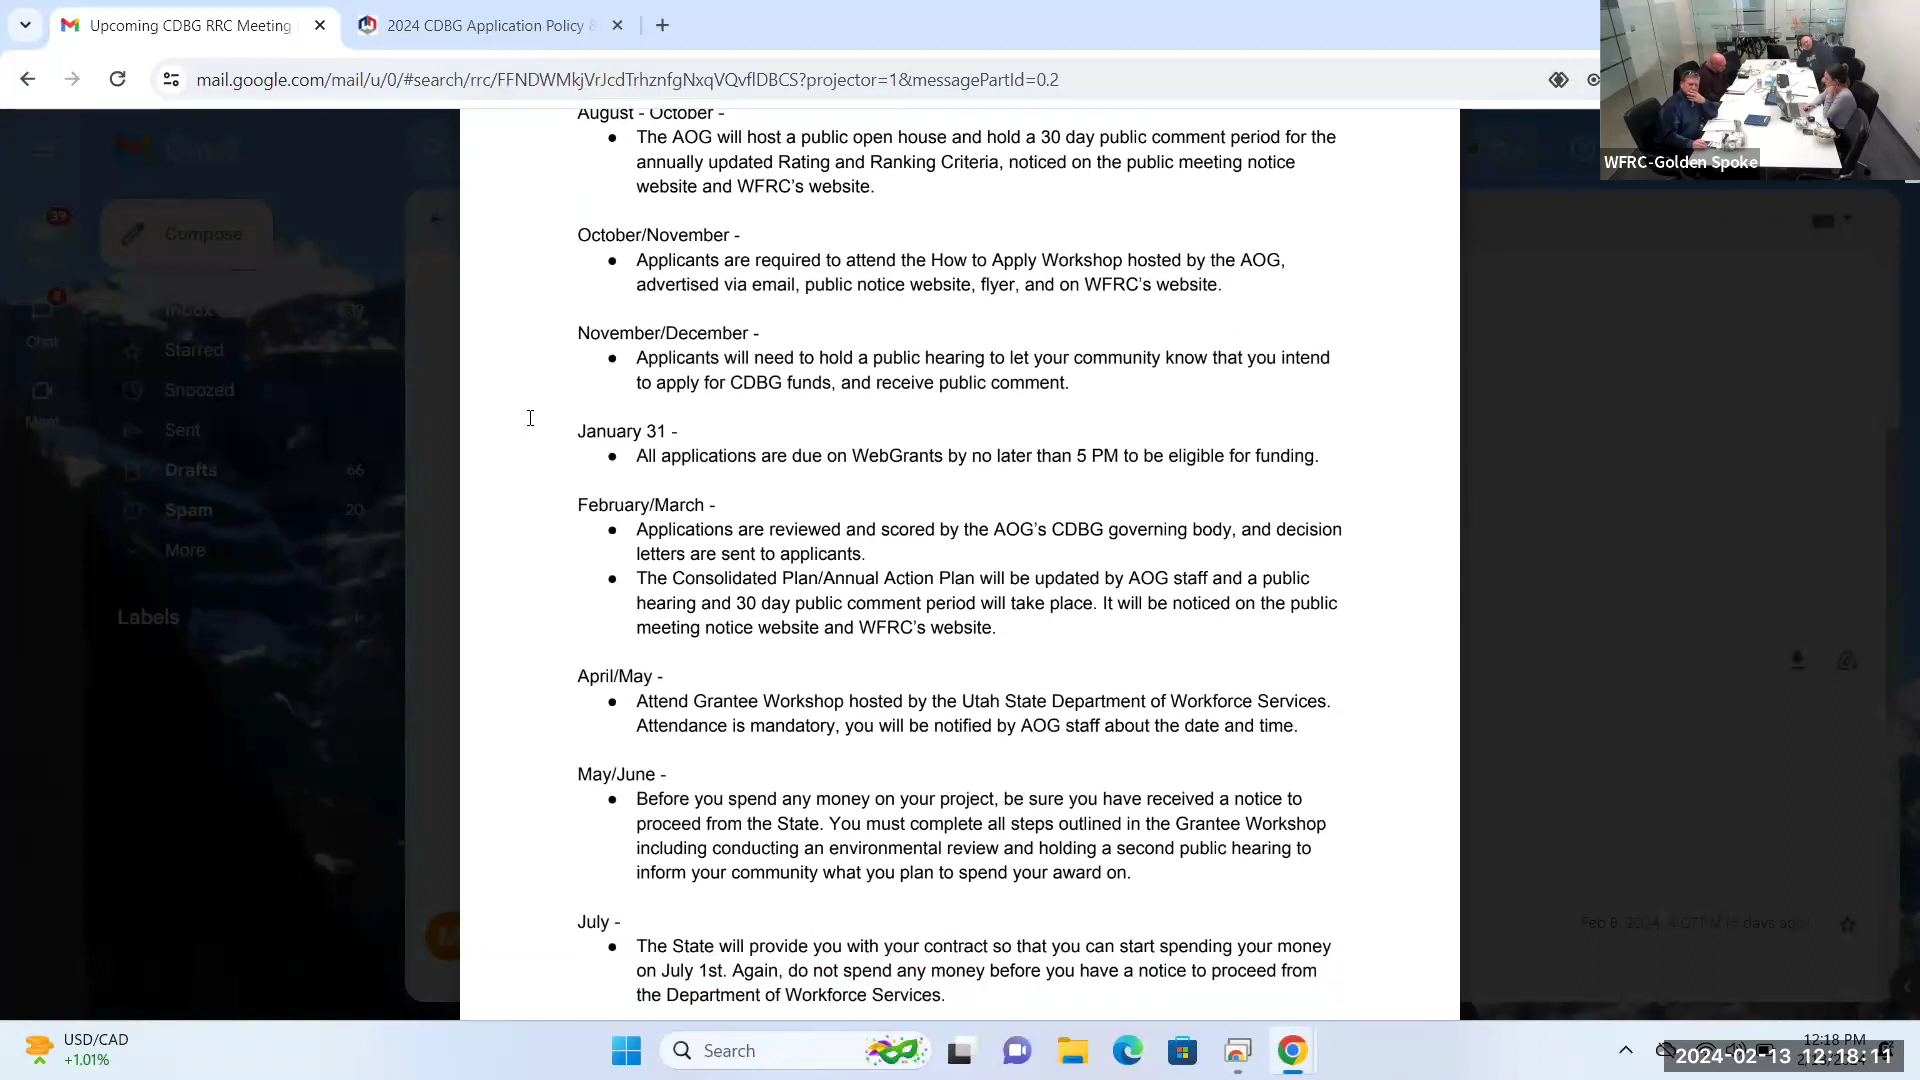 Upcoming CDBG RRC Meeting
2024 CDBG Application Policy &
mail.google.com/mail/u/0/#search/rrc/FFNDWMkjVrJcdTrhznfgNxqVQvflDBCS?projector=1&messagePartId=0.2
WFRC-Golden Spoke
Gmail
39
Compose
4
Chat
Meet
Inbox
Starred
Snoozed
Sent
Drafts 66
Spam 20
More
Labels
August - October -
● The AOG will host a public open house and hold a 30 day public comment period for the
annually updated Rating and Ranking Criteria, noticed on the public meeting notice
website and WFRC's website.
October/November -
● Applicants are required to attend the How to Apply Workshop hosted by the AOG,
advertised via email, public notice website, flyer, and on WFRC's website.
November/December -
● Applicants will need to hold a public hearing to let your community know that you intend
to apply for CDBG funds, and receive public comment.
January 31 -
● All applications are due on WebGrants by no later than 5 PM to be eligible for funding.
February/March -
● Applications are reviewed and scored by the AOG's CDBG governing body, and decision
letters are sent to applicants.
● The Consolidated Plan/Annual Action Plan will be updated by AOG staff and a public
hearing and 30 day public comment period will take place. It will be noticed on the public
meeting notice website and WFRC's website.
April/May -
● Attend Grantee Workshop hosted by the Utah State Department of Workforce Services.
Attendance is mandatory, you will be notified by AOG staff about the date and time.
May/June -
● Before you spend any money on your project, be sure you have received a notice to
proceed from the State. You must complete all steps outlined in the Grantee Workshop
including conducting an environmental review and holding a second public hearing to
inform your community what you plan to spend your award on.
July -
● The State will provide you with your contract so that you can start spending your money
on July 1st. Again, do not spend any money before you have a notice to proceed from
the Department of Workforce Services.
USD/CAD
+1.01%
Search
12:18 PM
2024-02-13 12:18:11